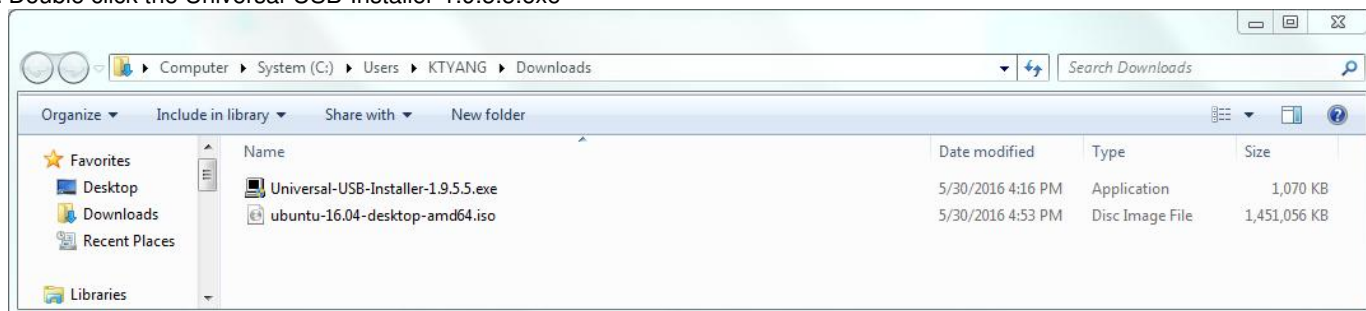 Double click the Universal-USB-Installer-1.9.5.5.exe
Computer System (C:) Users KTYANG Downloads Search Downloads
Organize Include in library Share with New folder
Favorites Name Date modified Type Size
Desktop Universal-USB-Installer-1.9.5.5.exe 5/30/2016 4:16 PM Application 1,070 KB
Downloads ubuntu-16.04-desktop-amd64.iso 5/30/2016 4:53 PM Disc Image File 1,451,056 KB
Recent Places
Libraries